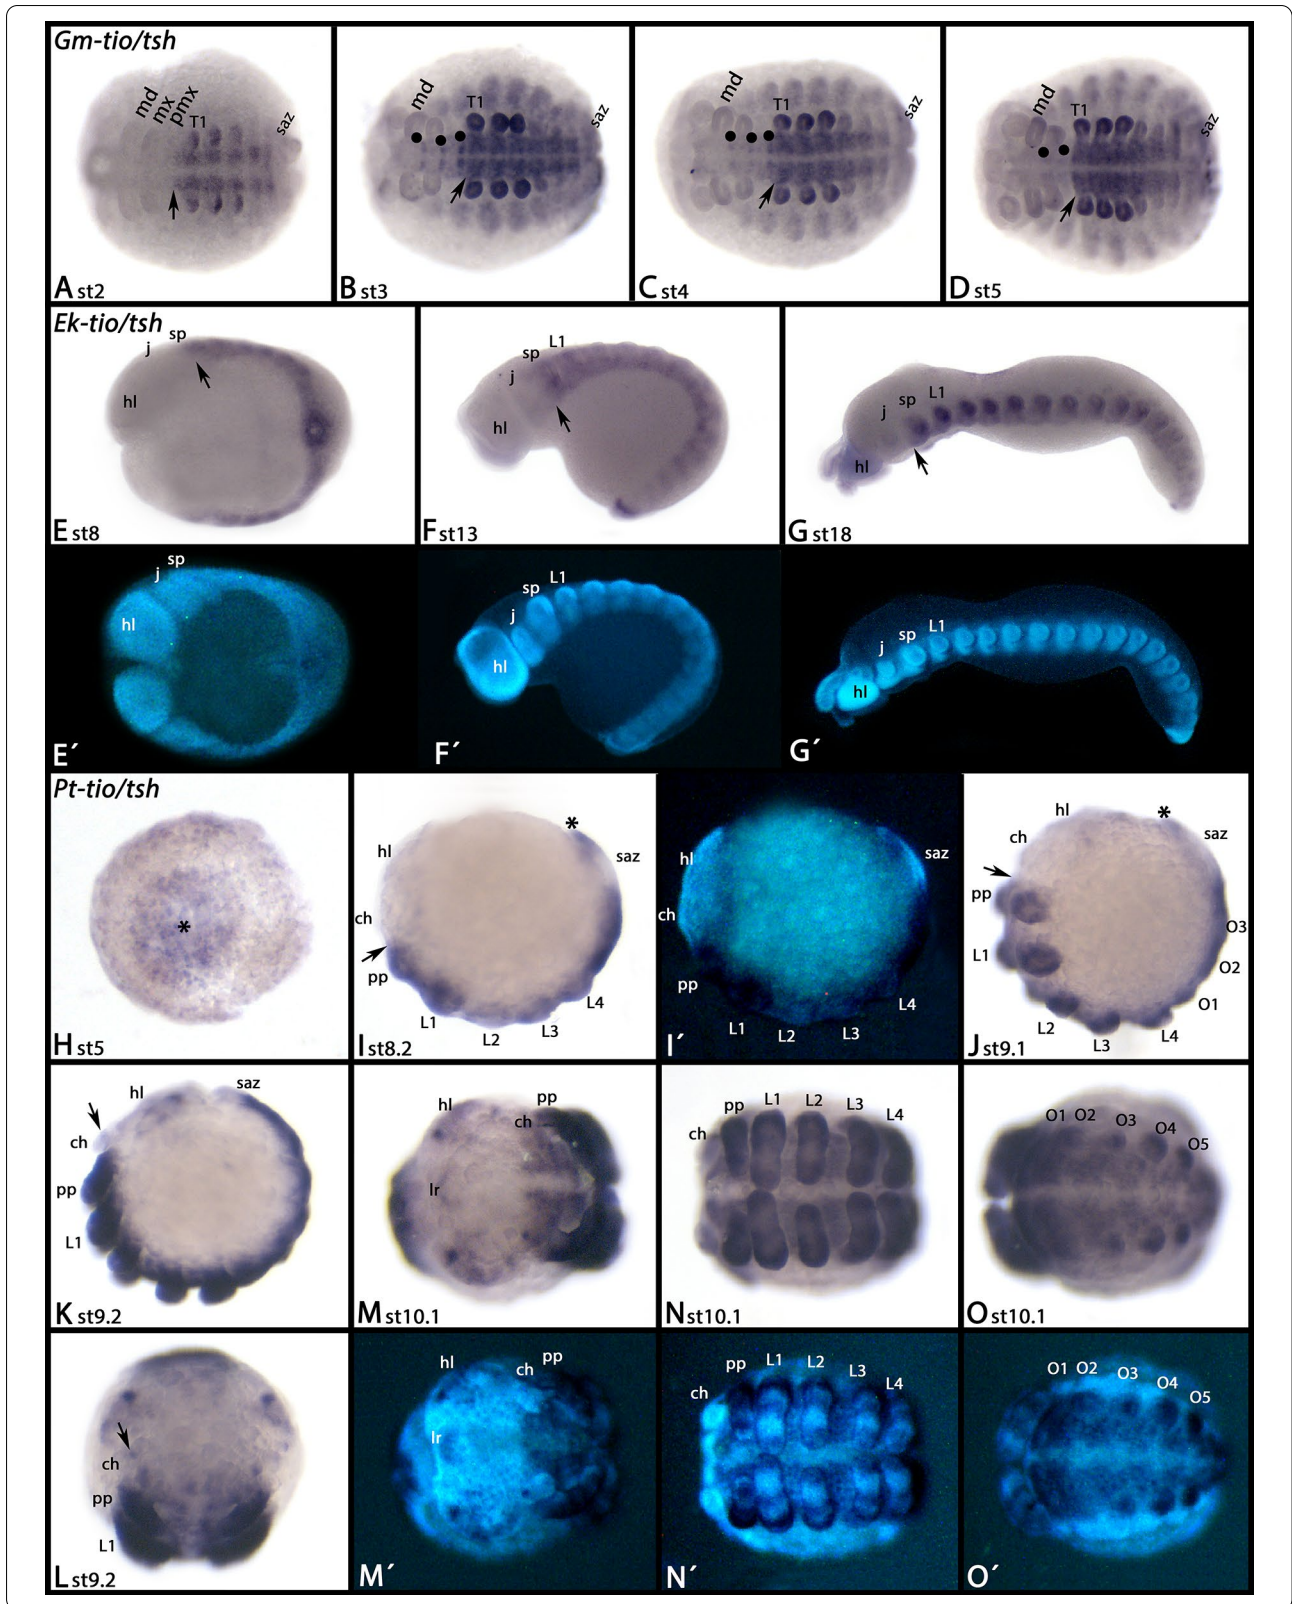 Gm-tio/tsh
md
mx
pmx
T1
saz
A st2
md
T1
saz
B st3
md
T1
saz
C st4
md
T1
saz
D st5
Ek-tio/tsh
sp
j
hl
E st8
L1
sp
j
hl
F st13
L1
sp
j
hl
G st18
sp
j
hl
E´
L1
sp
j
hl
F´
L1
sp
j
hl
G´
Pt-tio/tsh
*
H st5
*
hl
saz
ch
pp
L1
L2
L3
L4
I st8.2
hl
saz
ch
pp
L1
L2
L3
L4
I´
hl
*
saz
ch
pp
L1
L2
L3
L4
O1
O2
O3
J st9.1
hl
saz
ch
pp
L1
K st9.2
hl
pp
ch
lr
M st10.1
ch
pp
L1
L2
L3
L4
N st10.1
O1
O2
O3
O4
O5
O st10.1
ch
pp
L1
L st9.2
hl
ch
pp
lr
M´
ch
pp
L1
L2
L3
L4
N´
O1
O2
O3
O4
O5
O´